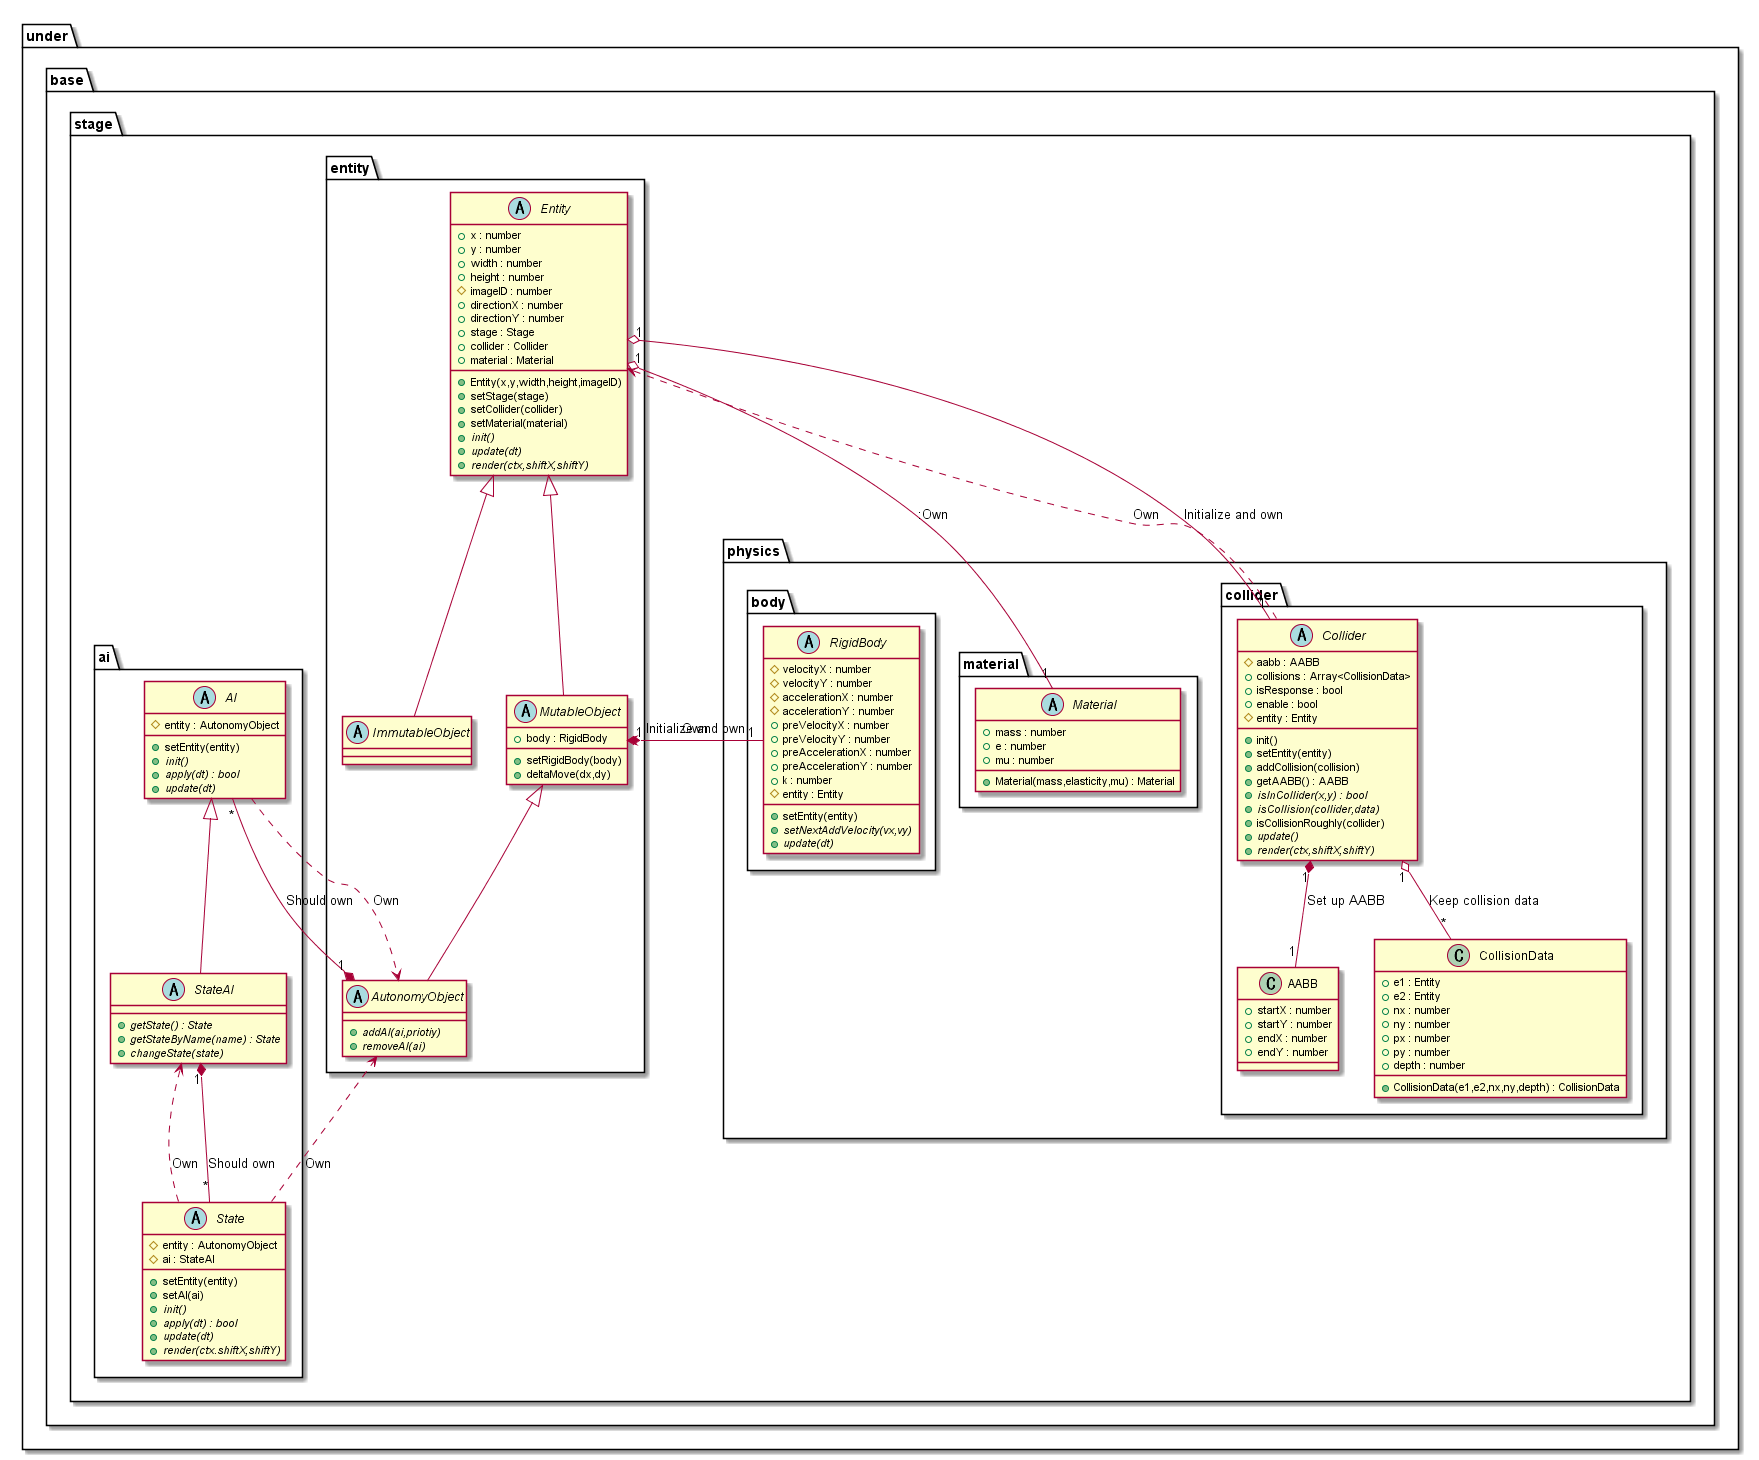 under
base
stage
entity
A Entity
x : number
y : number
width : number
height : number
imageID : number
directionX : number
directionY : number
stage : Stage
collider : Collider
material : Material
Entity(x,y,width,height,imageID)
setStage(stage)
setCollider(collider)
setMaterial(material)
init()
update(dt)
render(ctx,shiftX,shiftY)
1
1
Own
Own
Initialize and own
physics
body
A RigidBody
velocityX : number
velocityY : number
accelerationX : number
accelerationY : number
preVelocityX : number
preVelocityY : number
preAccelerationX : number
preAccelerationY : number
k : number
entity : Entity
setEntity(entity)
setNextAddVelocity(vx,vy)
update(dt)
material
1
A Material
mass : number
e : number
mu : number
Material(mass,elasticity,mu) : Material
collider
1
A Collider
aabb : AABB
collisions : Array<CollisionData>
isResponse : bool
enable : bool
entity : Entity
init()
setEntity(entity)
addCollision(collision)
getAABB() : AABB
isInCollider(x,y) : bool
isCollision(collider,data)
isCollisionRoughly(collider)
update()
render(ctx,shiftX,shiftY)
1
1
Set up AABB
Keep collision data
1
*
C AABB
startX : number
startY : number
endX : number
endY : number
C CollisionData
e1 : Entity
e2 : Entity
nx : number
ny : number
px : number
py : number
depth : number
CollisionData(e1,e2,nx,ny,depth) : CollisionData
ai
A AI
entity : AutonomyObject
setEntity(entity)
init()
apply(dt) : bool
update(dt)
A ImmutableObject
A MutableObject
body : RigidBody
setRigidBody(body)
deltaMove(dx,dy)
1
Initialize and own
Own
1
*
Should own
Own
1
A StateAI
getState() : State
getStateByName(name) : State
changeState(state)
A AutonomyObject
addAI(ai,priotiy)
removeAI(ai)
1
Own
Should own
Own
*
A State
entity : AutonomyObject
ai : StateAI
setEntity(entity)
setAI(ai)
init()
apply(dt) : bool
update(dt)
render(ctx.shiftX,shiftY)